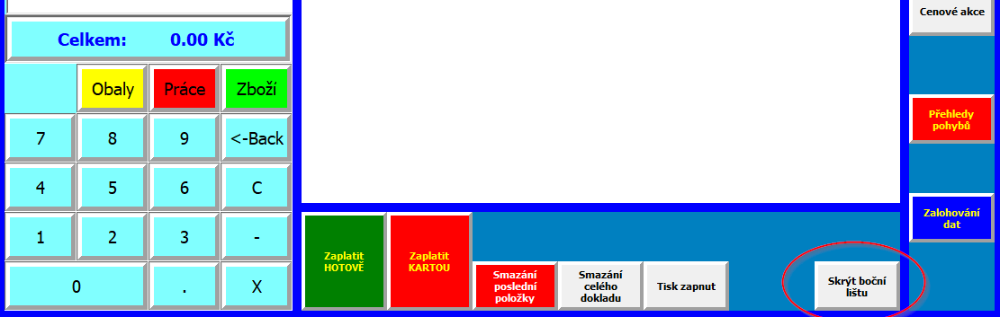 Cenové akce
Celkem: 0.00 Kč
Obaly Práce Zboží
7 8 9 <-Back
4 5 6 C
1 2 3 -
0 . X
Přehledy
pohybů
Zalohování
dat
Zaplatit
HOTOVĚ
Zaplatit
KARTOU
Smazání
poslední
položky
Smazání
celého
dokladu
Tisk zapnut
Skrýt boční
lištu